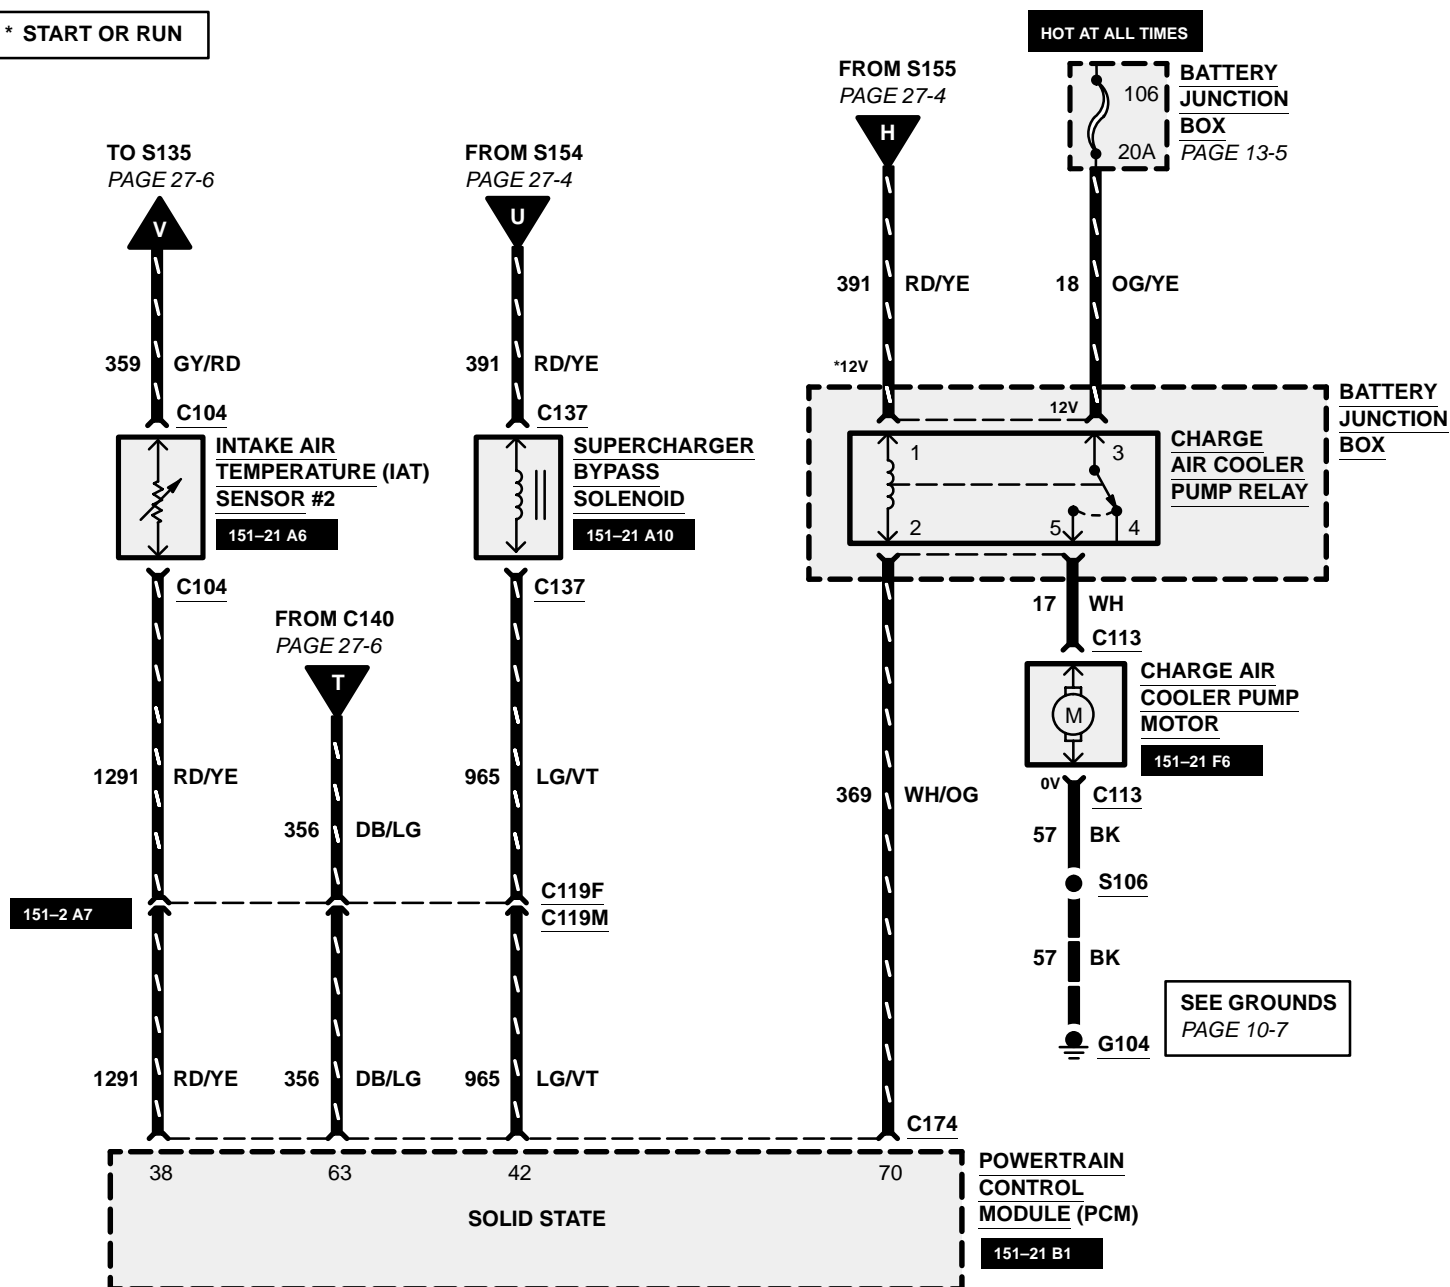 * START OR RUN
HOT AT ALL TIMES
FROM S155
PAGE 27-4
H
106
20A
BATTERY
JUNCTION
BOX
PAGE 13-5
TO S135
PAGE 27-6
V
FROM S154
PAGE 27-4
U
391 RD/YE
18 OG/YE
359 GY/RD
391 RD/YE
*12V
12V
C104
C137
BATTERY
JUNCTION
BOX
INTAKE AIR
TEMPERATURE (IAT)
SENSOR #2
151–21 A6
SUPERCHARGER
BYPASS
SOLENOID
151–21 A10
1
3
2
5
4
CHARGE
AIR COOLER
PUMP RELAY
C104
C137
FROM C140
PAGE 27-6
T
17 WH
C113
M
CHARGE AIR
COOLER PUMP
MOTOR
151–21 F6
0V
C113
1291 RD/YE
356 DB/LG
965 LG/VT
369 WH/OG
57 BK
S106
151–2 A7
C119F
C119M
57 BK
G104
SEE GROUNDS
PAGE 10-7
1291 RD/YE
356 DB/LG
965 LG/VT
C174
38
63
42
70
SOLID STATE
POWERTRAIN
CONTROL
MODULE (PCM)
151–21 B1